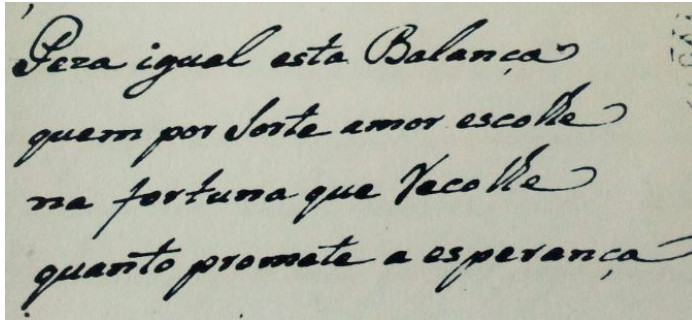 Peza igual esta Balança
quem por Sorte amor escolhe
na fortuna que Recolhe
quanto promete a esperança